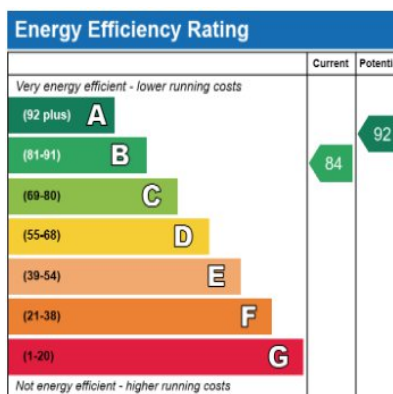 Energy Efficiency Rating
Current Potenti
Very energy efficient - lower running costs
(92 plus) A
92
(81-91) B
84
(69-80) C
(55-68) D
(39-54) E
(21-38) F
(1-20) G
Not energy efficient - higher running costs